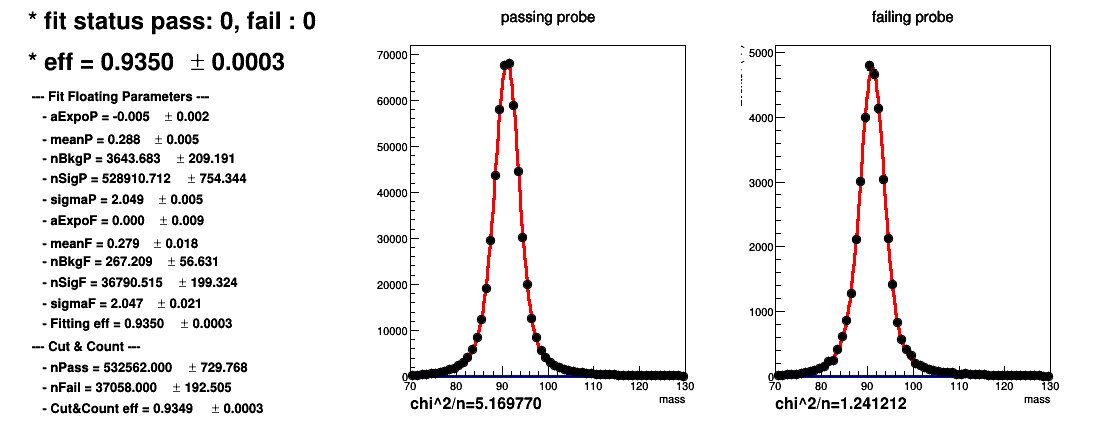 * fit status pass: 0, fail : 0
* eff = 0.9350 ± 0.0003
--- Fit Floating Parameters ---
- aExpoP = -0.005 ± 0.002
- meanP = 0.288 ± 0.005
- nBkgP = 3643.683 ± 209.191
- nSigP = 528910.712 ± 754.344
- sigmaP = 2.049 ± 0.005
- aExpoF = 0.000 ± 0.009
- meanF = 0.279 ± 0.018
- nBkgF = 267.209 ± 56.631
- nSigF = 36790.515 ± 199.324
- sigmaF = 2.047 ± 0.021
- Fitting eff = 0.9350 ± 0.0003
--- Cut & Count ---
- nPass = 532562.000 ± 729.768
- nFail = 37058.000 ± 192.505
- Cut&Count eff = 0.9349 ± 0.0003
passing probe
70000
60000
50000
40000
30000
20000
10000
0
70 80 90 100 110 120 130
mass
chi^2/n=5.169770
failing probe
5000
4000
3000
2000
1000
0
70 80 90 100 110 120 130
mass
chi^2/n=1.241212